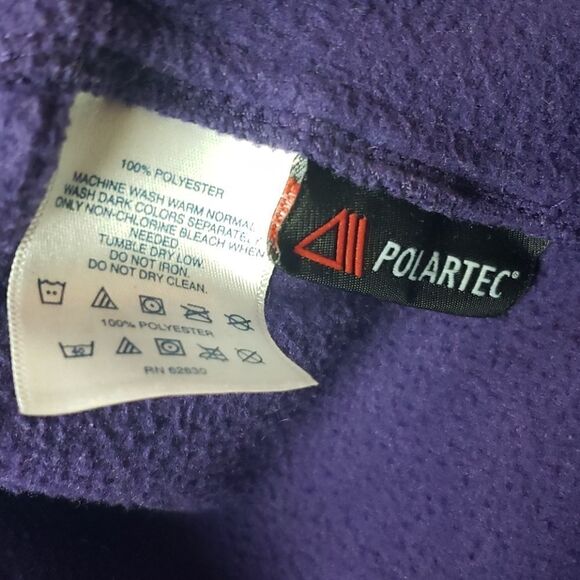 100% POLYESTER
MACHINE WASH WARM NORMAL
WASH DARK COLORS SEPARATELY
ONLY NON-CHLORINE BLEACH WHEN
NEEDED.
TUMBLE DRY LOW.
DO NOT IRON.
DO NOT DRY CLEAN.
100% POLYESTER
40
RN 62830
POLARTEC®